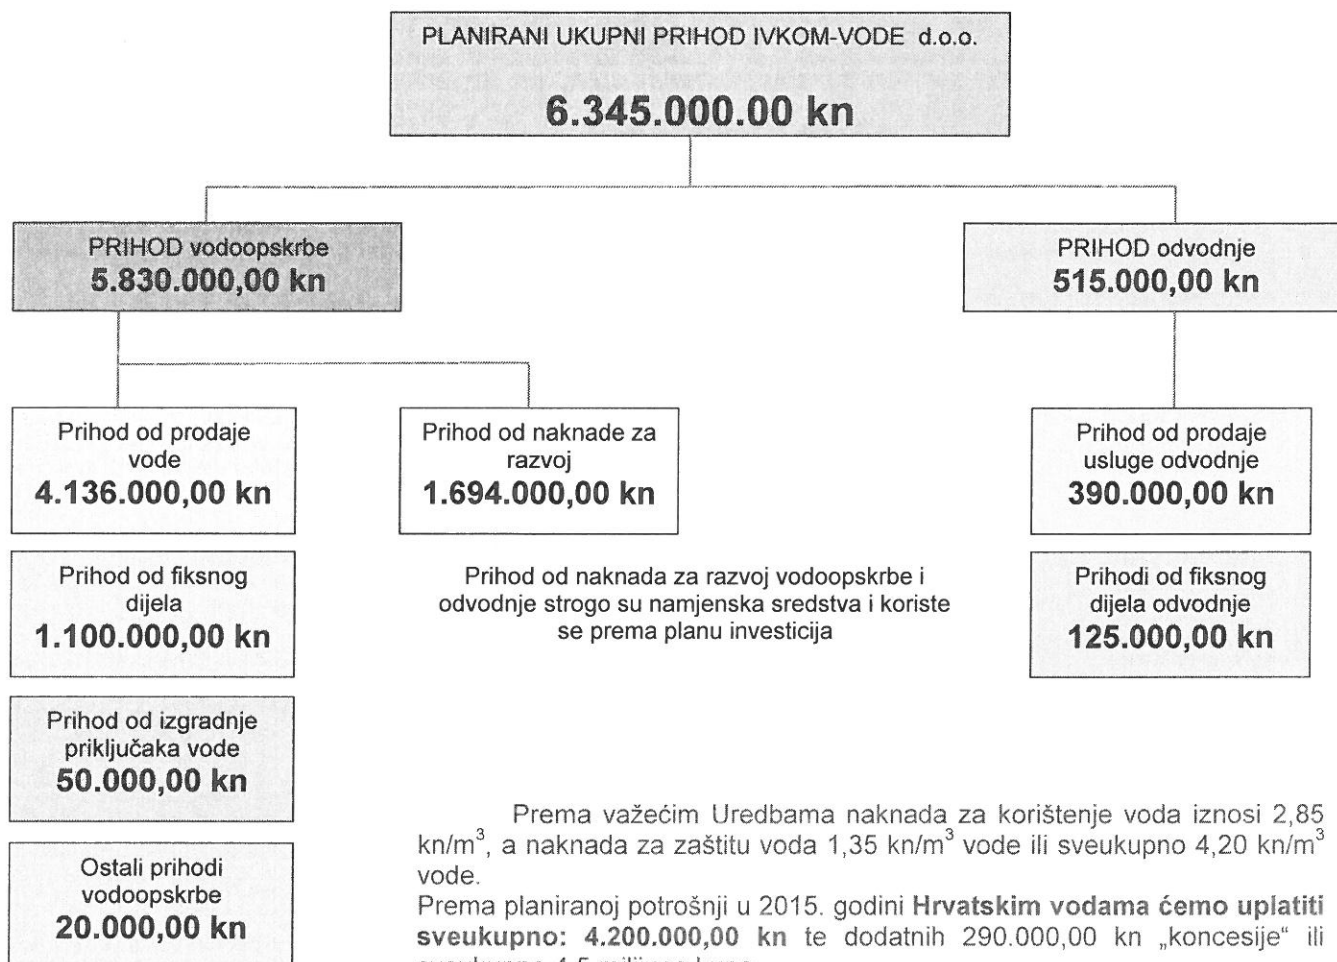 PLANIRANI UKUPNI PRIHOD IVKOM-VODE d.o.o.
6.345.000.00 kn
PRIHOD vodoopskrbe
5.830.000,00 kn
PRIHOD odvodnje
515.000,00 kn
Prihod od prodaje
vode
4.136.000,00 kn
Prihod od naknade za
razvoj
1.694.000,00 kn
Prihod od prodaje
usluge odvodnje
390.000,00 kn
Prihod od fiksnog
dijela
1.100.000,00 kn
Prihod od naknada za razvoj vodoopskrbe i
odvodnje strogo su namjenska sredstva i koriste
se prema planu investicija
Prihodi od fiksnog
dijela odvodnje
125.000,00 kn
Prihod od izgradnje
priključaka vode
50.000,00 kn
Ostali prihodi
vodoopskrbe
20.000,00 kn
Prema važećim Uredbama naknada za korištenje voda iznosi 2,85
kn/m³, a naknada za zaštitu voda 1,35 kn/m³ vode ili sveukupno 4,20 kn/m³
vode.
Prema planiranoj potrošnji u 2015. godini Hrvatskim vodama ćemo uplatiti
sveukupno: 4.200.000,00 kn te dodatnih 290.000,00 kn „koncesije“ ili